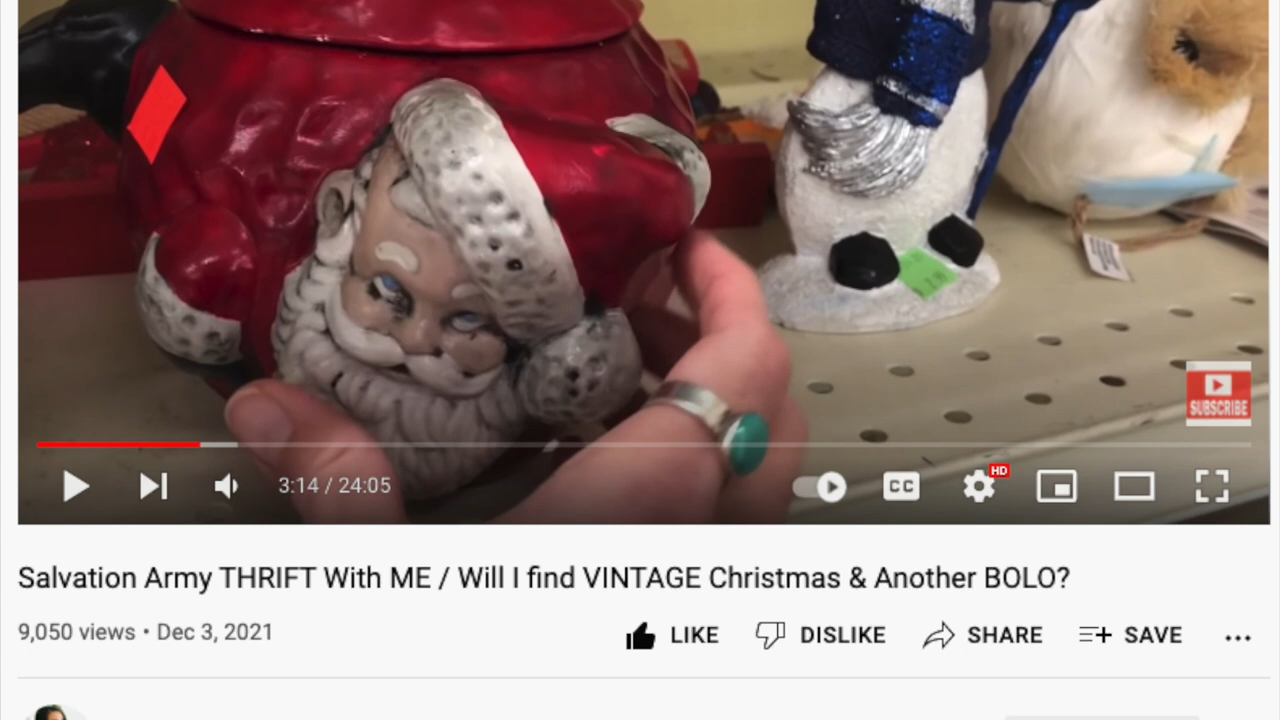 SUBSCRIBE
HD
3:14 / 24:05
CC
Salvation Army THRIFT With ME / Will I find VINTAGE Christmas & Another BOLO?
9,050 views • Dec 3, 2021
LIKE DISLIKE SHARE SAVE